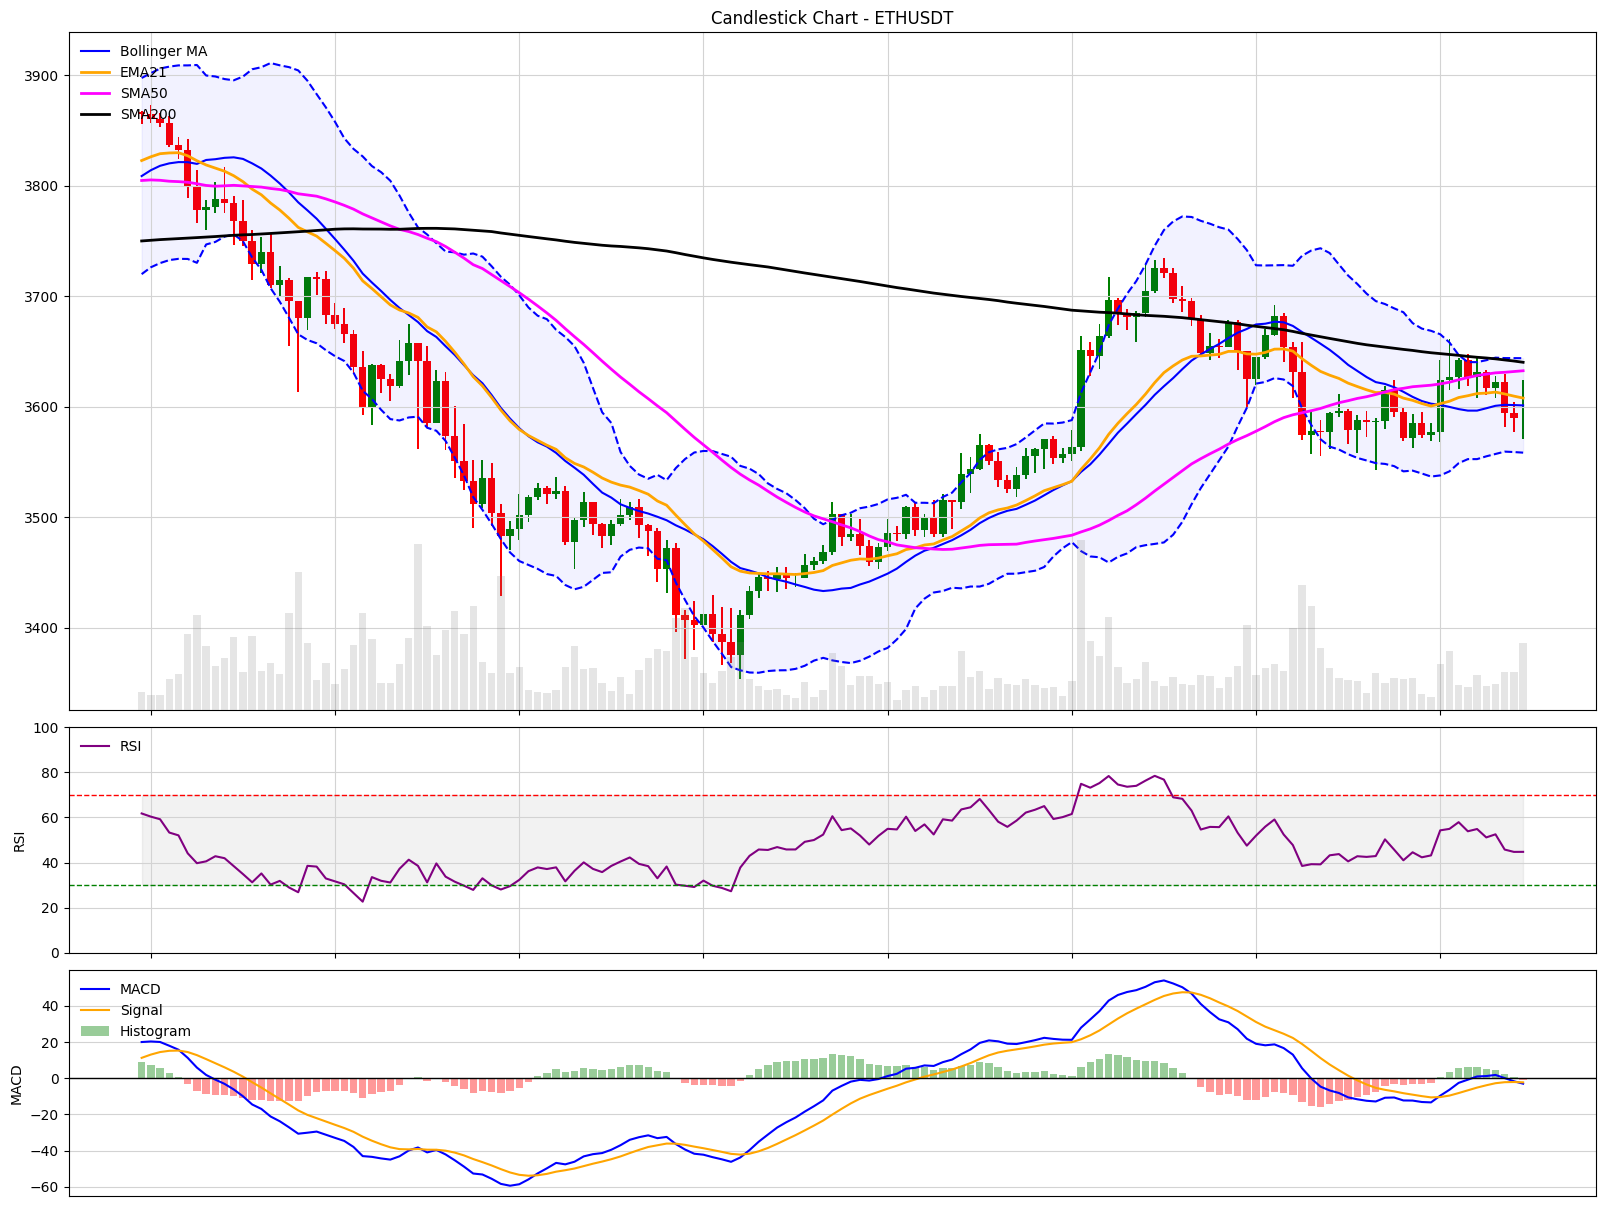 Candlestick Chart - ETHUSDT
Bollinger MA
EMA21
SMA50
SMA200
3900
3800
3700
3600
3500
3400
RSI
100
80
60
40
20
0
RSI
MACD
Signal
Histogram
40
20
0
−20
−40
−60
MACD